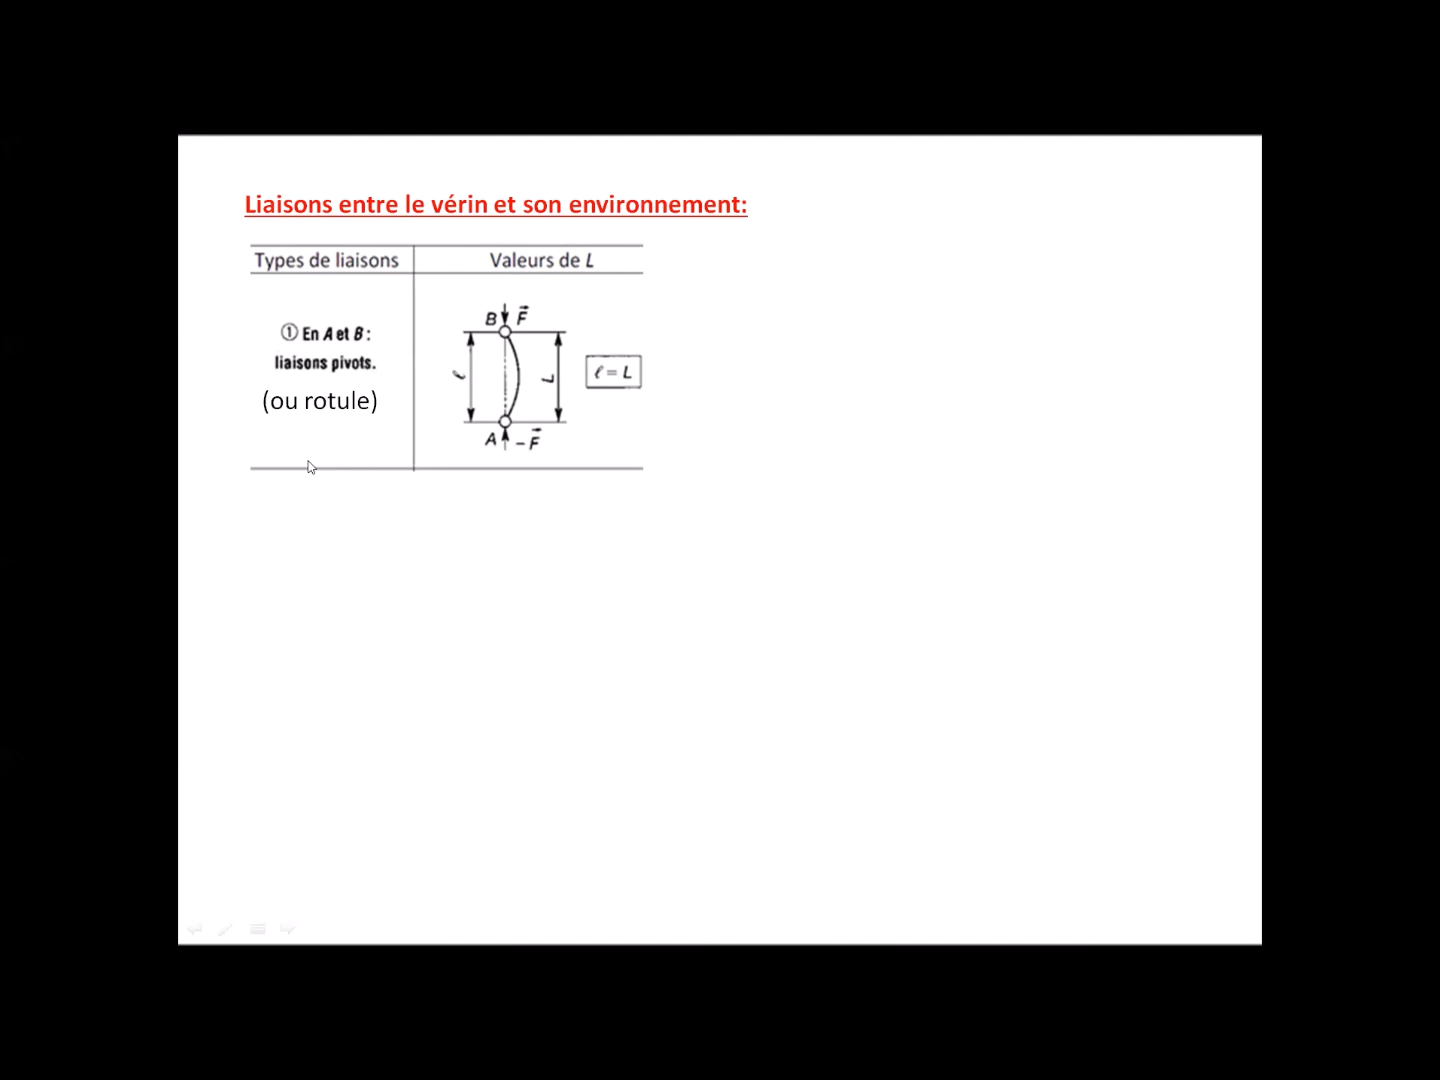 Liaisons entre le vérin et son environnement:
Types de liaisons
Valeurs de L
① En A et B :
liaisons pivots.
(ou rotule)
B F⃗
ℓ
L
ℓ = L
A – F⃗